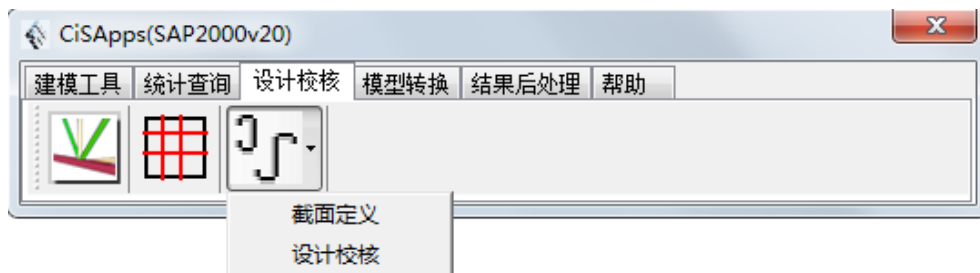 CiSApps(SAP2000v20)
建模工具 统计查询 设计校核 模型转换 结果后处理 帮助
截面定义
设计校核